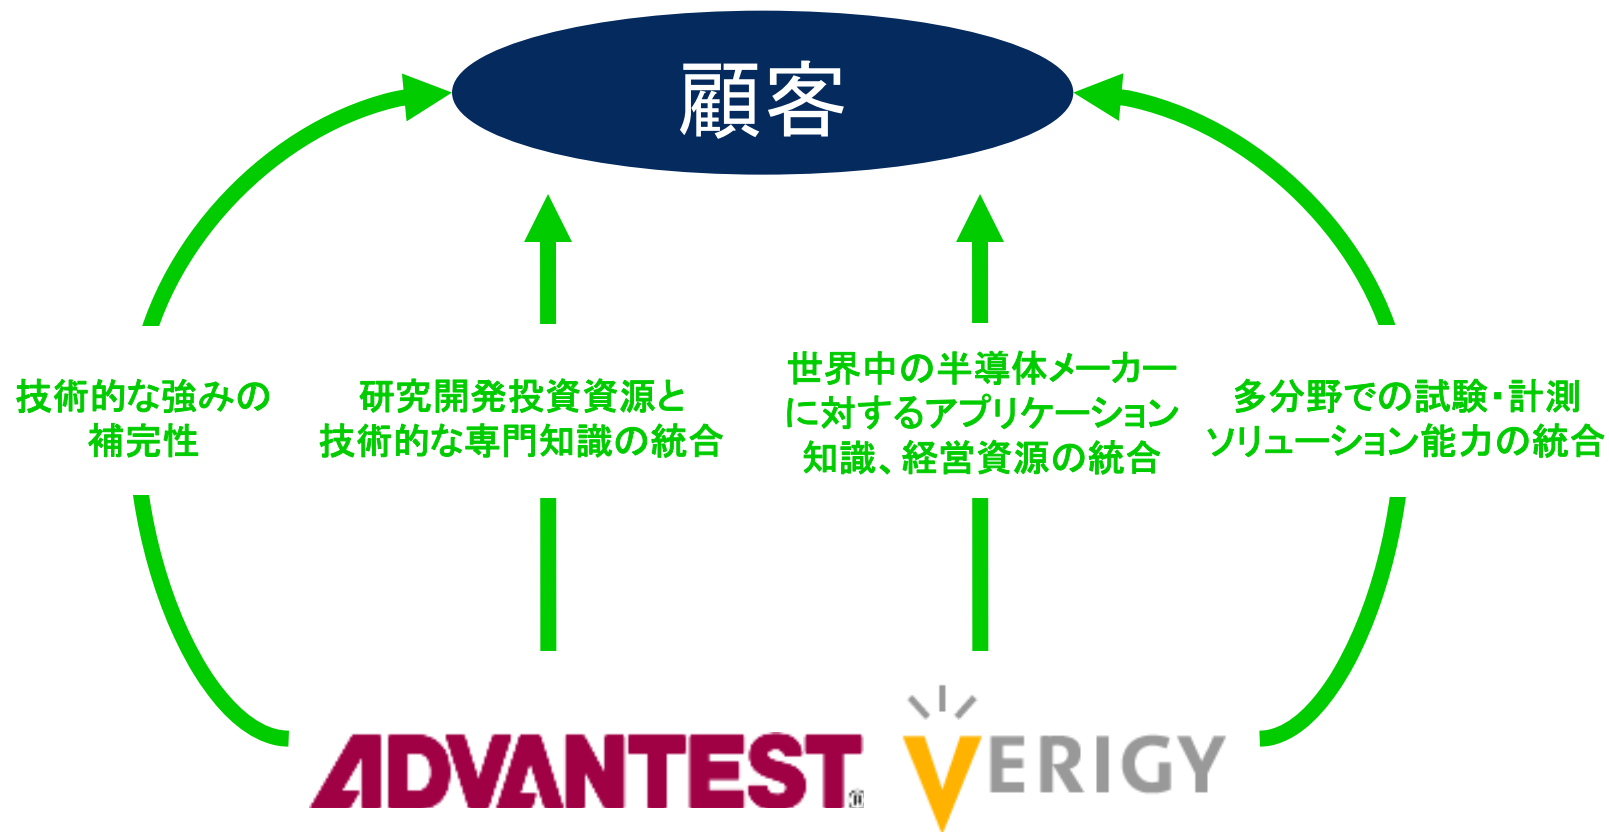 顧客
技術的な強みの
補完性
研究開発投資資源と
技術的な専門知識の統合
世界中の半導体メーカー
に対するアプリケーション
知識、経営資源の統合
多分野での試験・計測
ソリューション能力の統合
ADVANTEST®
VERIGY